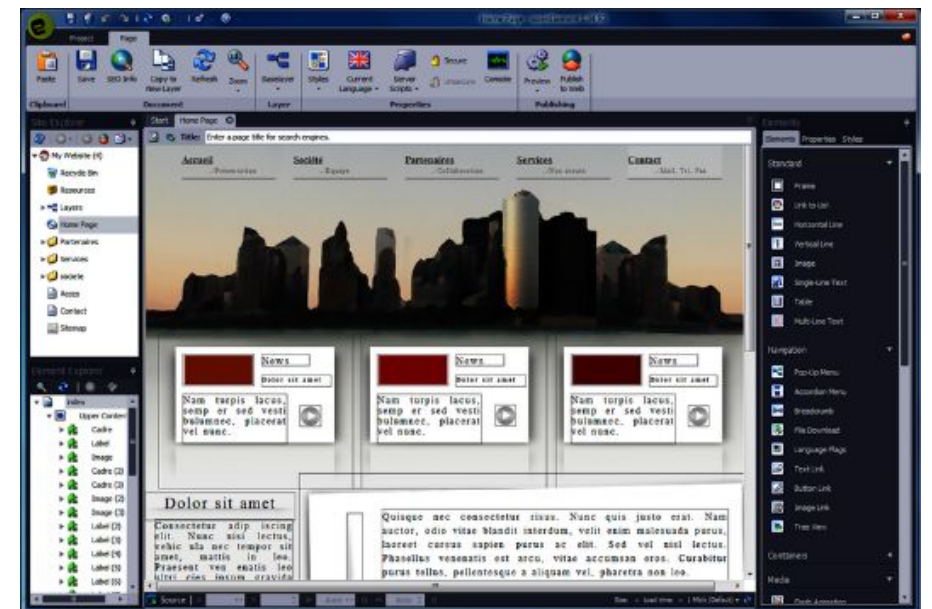 Project Page
Paste Save SEO Info Copy to New Layer Refresh Zoom Baselayer Styles Current Language Server Scripts Secure Console Preview Publish to Web
Clipboard Document Layer Properties Publishing
Site Explorer
Start Home Page
Title: Enter a page title for search engines.
My Website (4)
Recycle Bin
Resources
Layers
Home Page
Partenaires
Services
societe
Acces
Contact
Sitemap
Element Explorer
Index
Upper Content
Cadre
Label
Image
Cadre (2)
Cadre (3)
Image (2)
Image (3)
Label (2)
Label (3)
Label (4)
Label (5)
Label (6)
Accueil Société Partenaires Services Contact
News
Dolor sit amet
Nam turpis lacus,
semp er sed vesti
bulumnec, placerat
vel nunc.
News
Dolor sit amet
Nam turpis lacus,
semp er sed vesti
bulumnec, placerat
vel nunc.
News
Dolor sit amet
Nam turpis lacus,
semp er sed vesti
bulumnec, placerat
vel nunc.
Dolor sit amet
Consectetur adip iscing
elit. Nunc nisi lectus,
vehic ula nec tempor sit
amet, mattis in leo.
Praesent ven enatis leo
Quisque nec consectetur risus. Nunc quis justo erat. Nam
auctor, odio vitae blandit interdum, velit enim malesuada purus,
laoreet cursus sapien purus ac elit. Sed vel nisi lectus.
Phasellus venenatis est arcu, vitae accumsan eros. Curabitur
purus tellus, pellentesque a aliquam vel, pharetra non leo.
Source
Elements
Elements Properties Styles
Standard
Frame
Link to List
Horizontal Line
Vertical Line
Image
Single-Line Text
Table
Multi-Line Text
Navigation
Pop-Up Menu
Accordion Menu
Breadcrumb
File Download
Language Flags
Text Link
Button Link
Image Link
Tree View
Containers
Media
Flash Animation